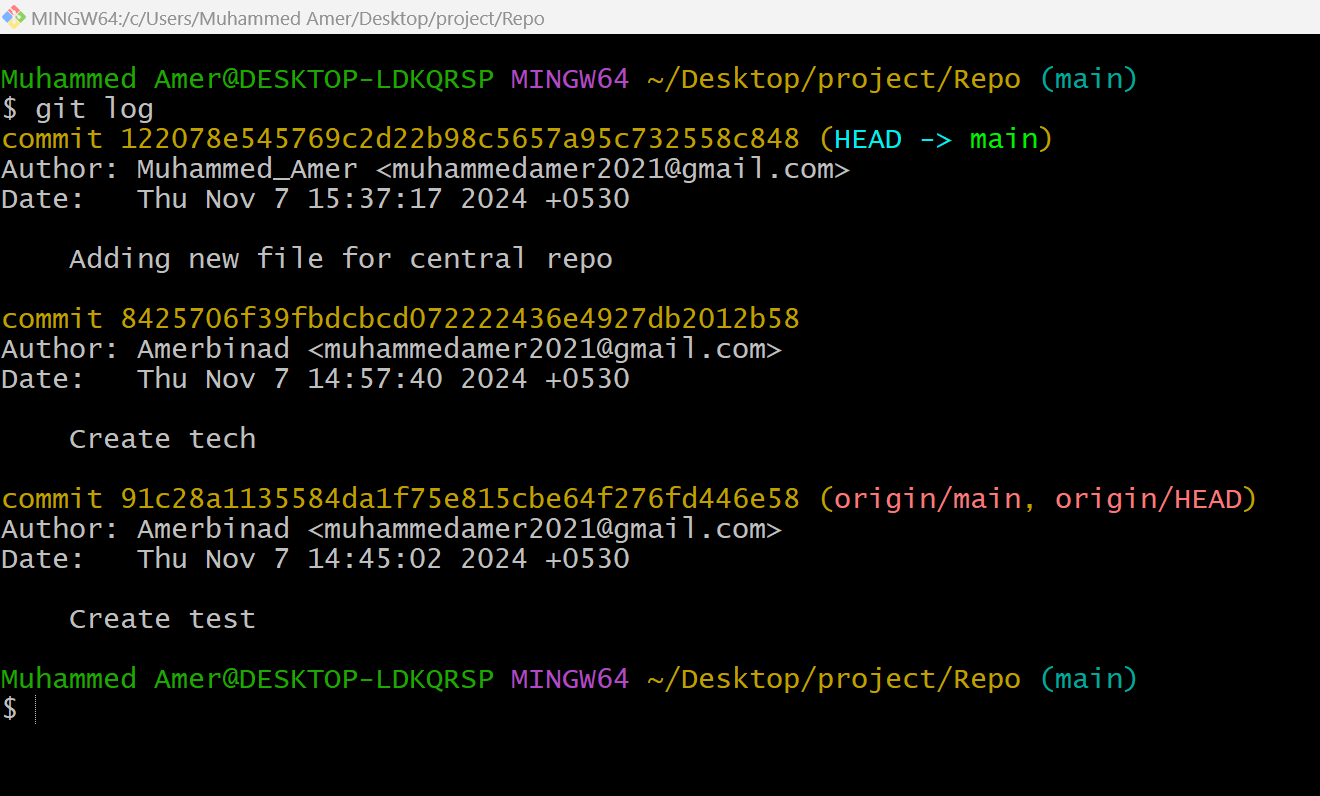 MINGW64:/c/Users/Muhammed Amer/Desktop/project/Repo
Muhammed Amer@DESKTOP-LDKQRSP MINGW64 ~/Desktop/project/Repo (main)
$ git log
commit 122078e545769c2d22b98c5657a95c732558c848 (HEAD -> main)
Author: Muhammed_Amer <muhammedamer2021@gmail.com>
Date:   Thu Nov 7 15:37:17 2024 +0530
    Adding new file for central repo
commit 8425706f39fbdcbcd072222436e4927db2012b58
Author: Amerbinad <muhammedamer2021@gmail.com>
Date:   Thu Nov 7 14:57:40 2024 +0530
    Create tech
commit 91c28a1135584da1f75e815cbe64f276fd446e58 (origin/main, origin/HEAD)
Author: Amerbinad <muhammedamer2021@gmail.com>
Date:   Thu Nov 7 14:45:02 2024 +0530
    Create test
Muhammed Amer@DESKTOP-LDKQRSP MINGW64 ~/Desktop/project/Repo (main)
$